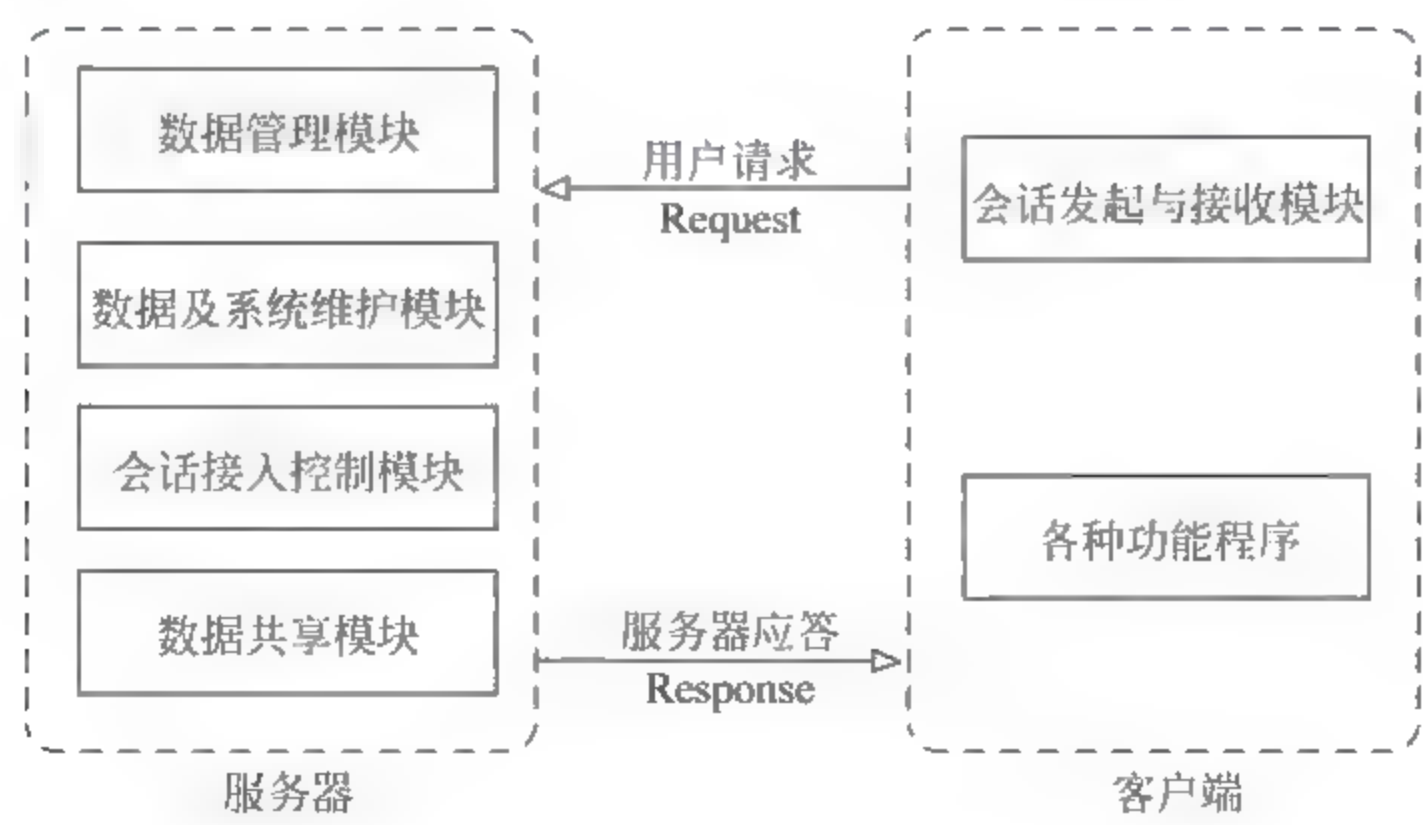 数据管理模块
数据及系统维护模块
会话接入控制模块
数据共享模块
服务器
用户请求
Request
服务器应答
Response
会话发起与接收模块
各种功能程序
客户端